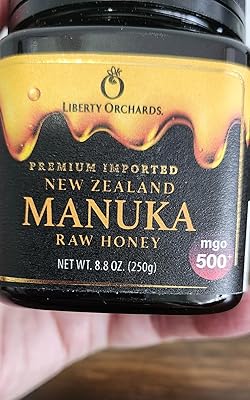 LIBERTY ORCHARDS.
PREMIUM IMPORTED
NEW ZEALAND
MANUKA
RAW HONEY
mgo
500+
NET WT. 8.8 OZ. (250g)